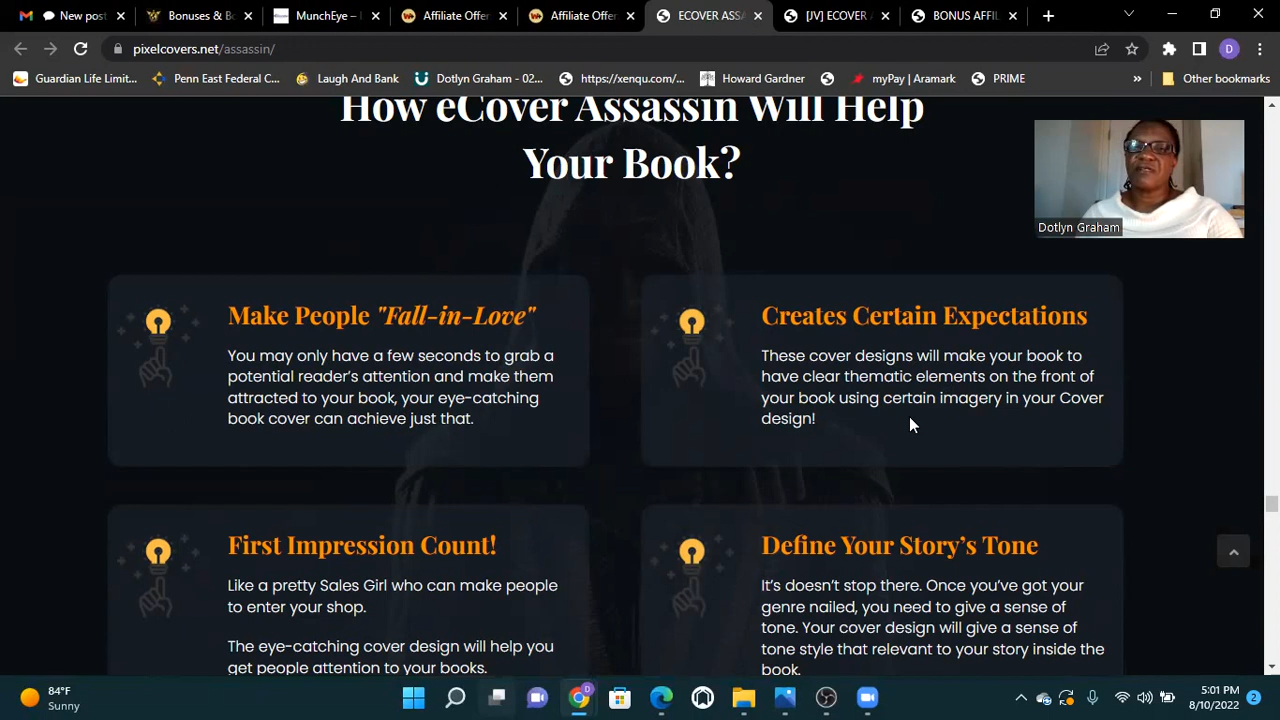 New post
Bonuses & Bo
MunchEye –
Affiliate Offer
Affiliate Offer
ECOVER ASSA
[JV] ECOVER
BONUS AFFIL
pixelcovers.net/assassin/
D
Guardian Life Limit...
Penn East Federal C...
Laugh And Bank
Dotlyn Graham - 02...
https://xenqu.com/...
Howard Gardner
myPay | Aramark
PRIME
»
Other bookmarks
How eCover Assassin Will Help
Your Book?
Dotlyn Graham
Make People "Fall-in-Love"
You may only have a few seconds to grab a
potential reader's attention and make them
attracted to your book, your eye-catching
book cover can achieve just that.
Creates Certain Expectations
These cover designs will make your book to
have clear thematic elements on the front of
your book using certain imagery in your Cover
design!
First Impression Count!
Like a pretty Sales Girl who can make people
to enter your shop.
The eye-catching cover design will help you
get people attention to your books.
Define Your Story's Tone
It's doesn't stop there. Once you've got your
genre nailed, you need to give a sense of
tone. Your cover design will give a sense of
tone style that relevant to your story inside the
book.
84°F
Sunny
5:01 PM
8/10/2022
2